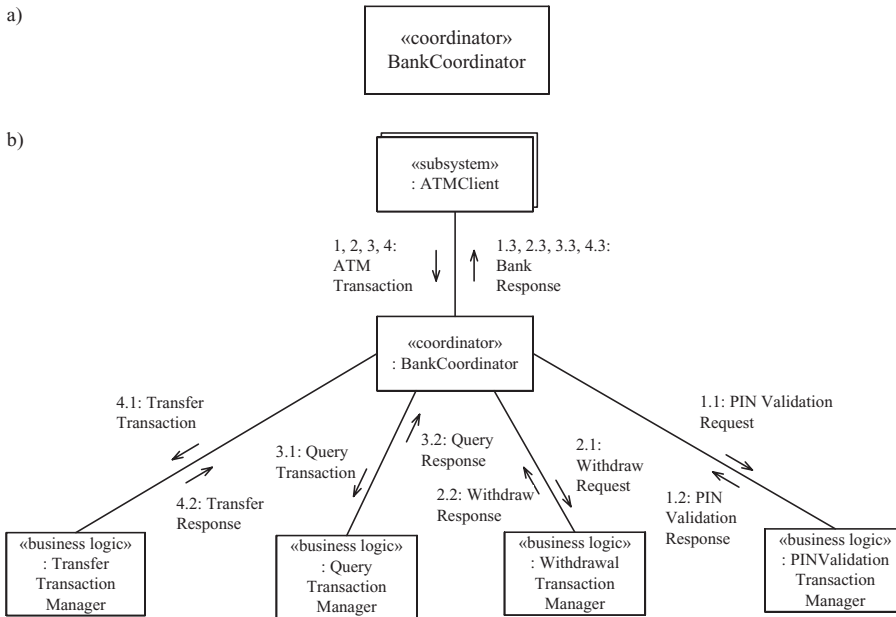 a)
«coordinator»
BankCoordinator
b)
«subsystem»
: ATMClient
1, 2, 3, 4:
ATM
Transaction
1.3, 2.3, 3.3, 4.3:
Bank
Response
«coordinator»
: BankCoordinator
4.1: Transfer
Transaction
4.2: Transfer
Response
3.1: Query
Transaction
3.2: Query
Response
2.2: Withdraw
Response
2.1:
Withdraw
Request
1.1: PIN Validation
Request
1.2: PIN
Validation
Response
«business logic»
: Transfer
Transaction
Manager
«business logic»
: Query
Transaction
Manager
«business logic»
: Withdrawal
Transaction
Manager
«business logic»
: PINValidation
Transaction
Manager